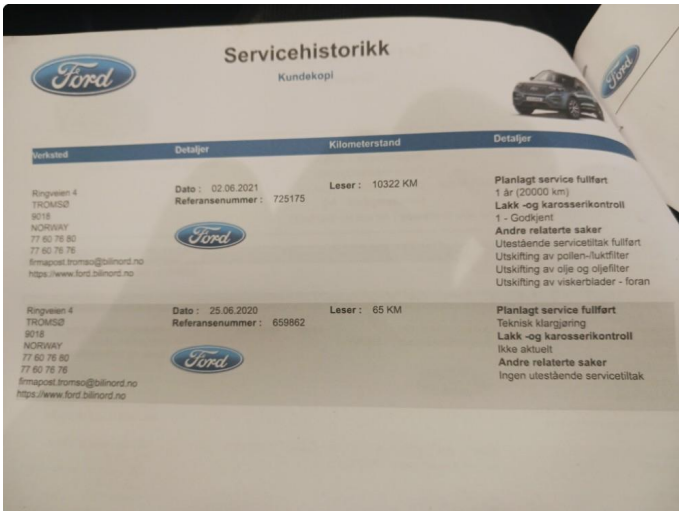 Ford
Servicehistorikk
Kundekopi
Ford
Verksted
Detaljer
Kilometerstand
Detaljer
Ringveien 4
TROMSØ
9018
NORWAY
77 60 76 80
77 60 76 76
firmapost.tromso@bilinord.no
https://www.ford.bilinord.no
Dato : 02.06.2021
Referansenummer : 725175
Ford
Leser : 10322 KM
Planlagt service fullført
1 år (20000 km)
Lakk -og karosserikontroll
1 - Godkjent
Andre relaterte saker
Utestående servicetiltak fullført
Utskifting av pollen-/luktfilter
Utskifting av olje og oljefilter
Utskifting av viskerblader - foran
Ringveien 4
TROMSØ
9018
NORWAY
77 60 76 80
77 60 76 76
firmapost.tromso@bilinord.no
https://www.ford.bilinord.no
Dato : 25.06.2020
Referansenummer : 659862
Ford
Leser : 65 KM
Planlagt service fullført
Teknisk klargjøring
Lakk -og karosserikontroll
Ikke aktuelt
Andre relaterte saker
Ingen utestående servicetiltak